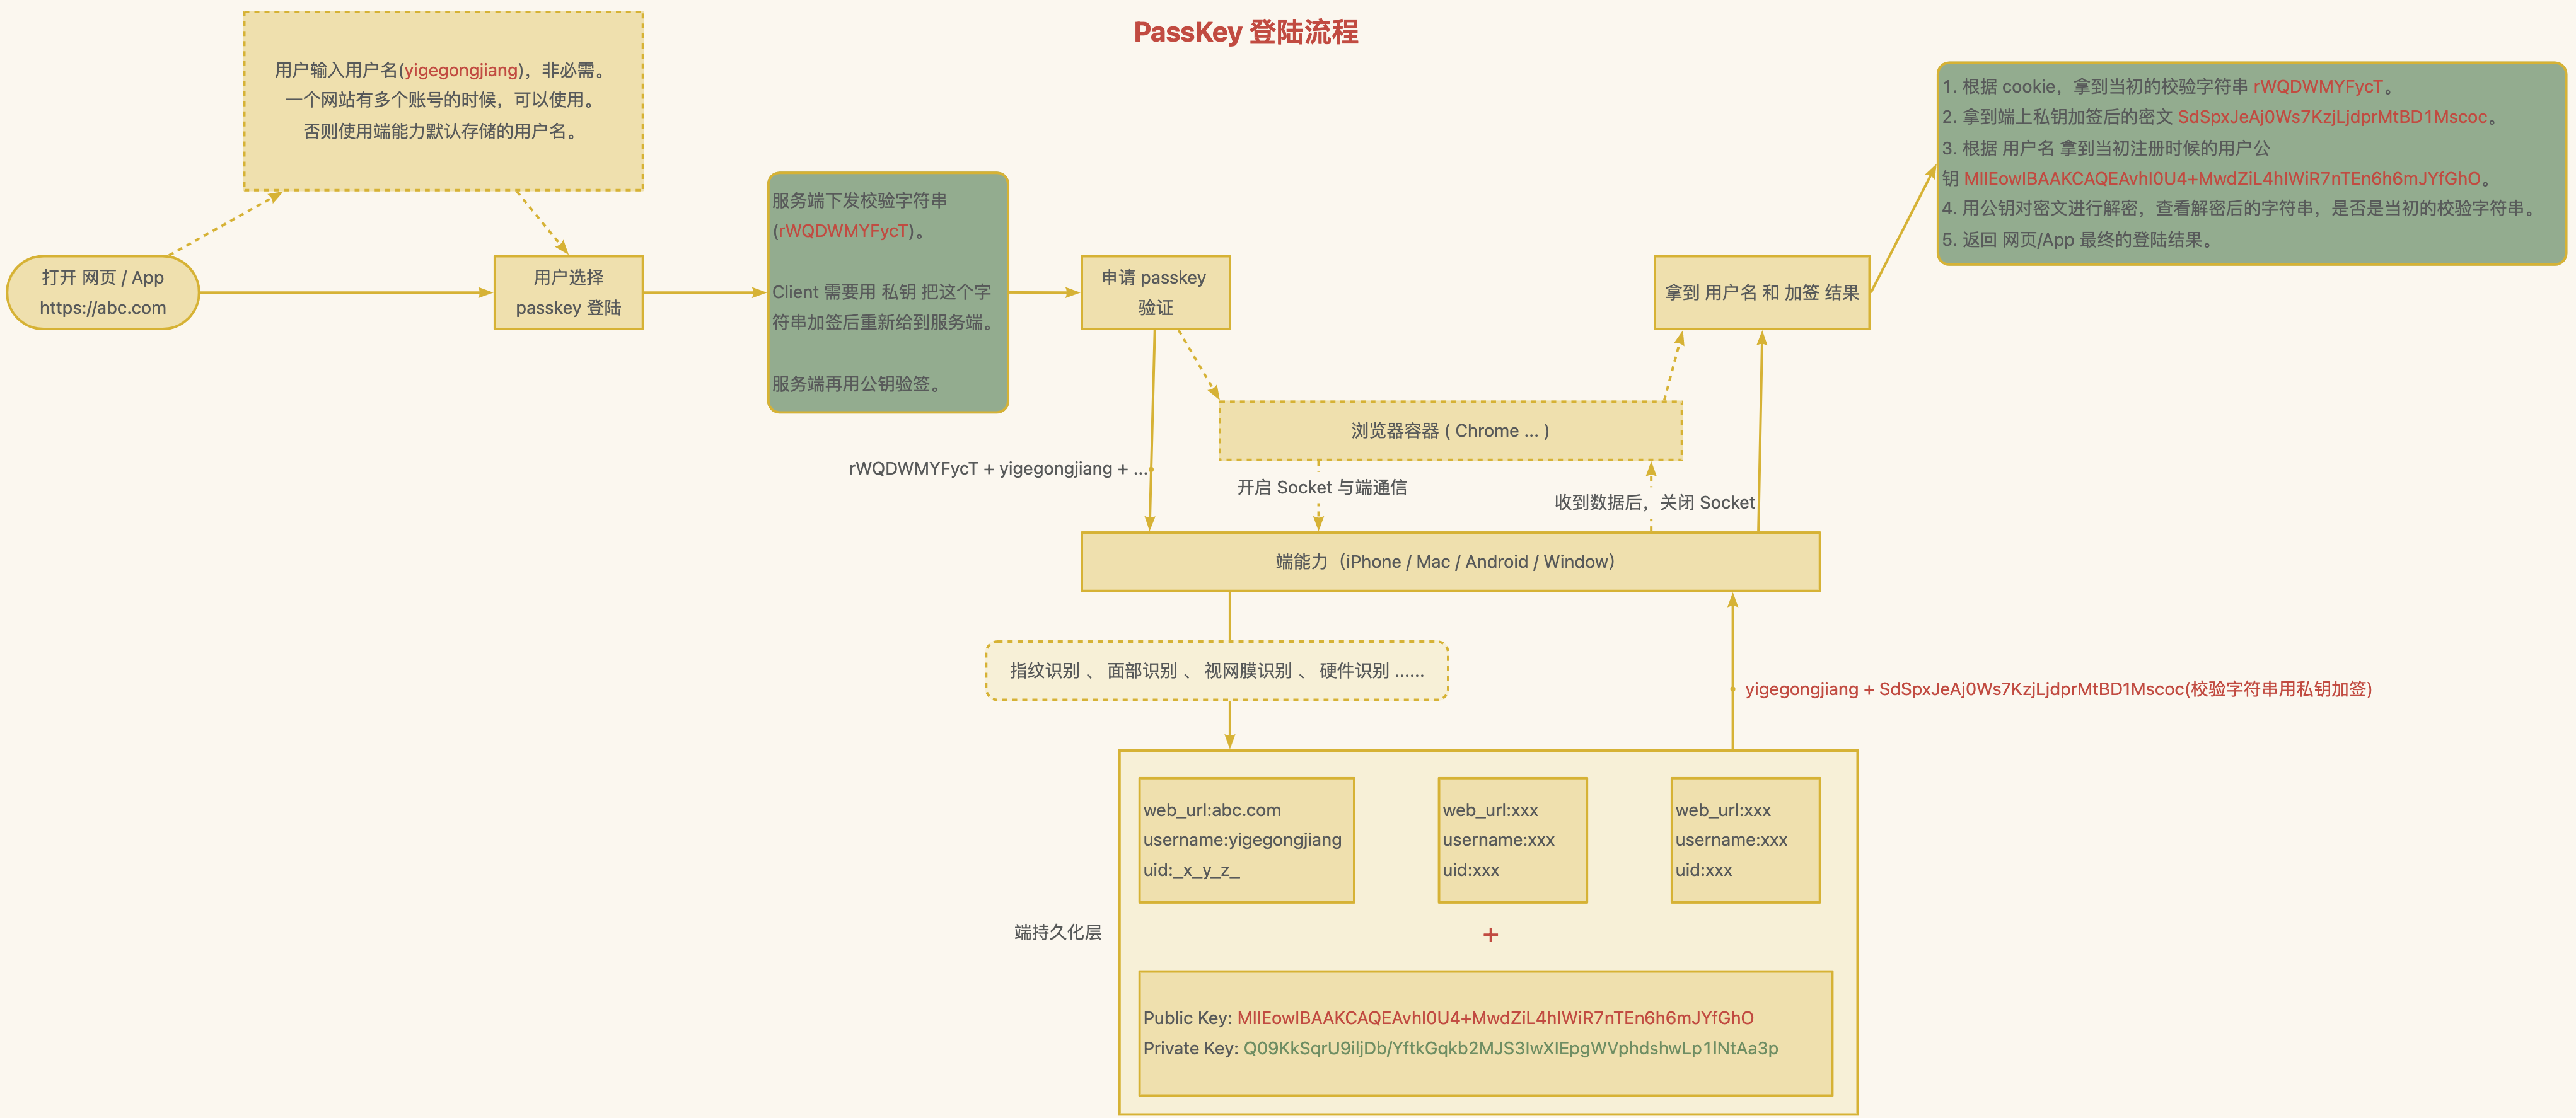 PassKey 登陆流程
用户输入用户名(yigegongjiang)，非必需。
一个网站有多个账号的时候，可以使用。
否则使用端能力默认存储的用户名。
打开 网页 / App
https://abc.com
用户选择
passkey 登陆
服务端下发校验字符串
(rWQDWMYFycT)。
Client 需要用 私钥 把这个字
符串加签后重新给到服务端。
服务端再用公钥验签。
申请 passkey
验证
拿到 用户名 和 加签 结果
1. 根据 cookie，拿到当初的校验字符串 rWQDWMYFycT。
2. 拿到端上私钥加签后的密文 SdSpxJeAj0Ws7KzjLjdprMtBD1Mscoc。
3. 根据 用户名 拿到当初注册时候的用户公
钥 MIIEowIBAAKCAQEAvhI0U4+MwdZiL4hIWiR7nTEn6h6mJYfGhO。
4. 用公钥对密文进行解密，查看解密后的字符串，是否是当初的校验字符串。
5. 返回 网页/App 最终的登陆结果。
浏览器容器 ( Chrome ... )
rWQDWMYFycT + yigegongjiang + ...
开启 Socket 与端通信
收到数据后，关闭 Socket
端能力（iPhone / Mac / Android / Window）
指纹识别 、 面部识别 、 视网膜识别 、 硬件识别 ......
yigegongjiang + SdSpxJeAj0Ws7KzjLjdprMtBD1Mscoc(校验字符串用私钥加签)
web_url:abc.com
username:yigegongjiang
uid:_x_y_z_
web_url:xxx
username:xxx
uid:xxx
web_url:xxx
username:xxx
uid:xxx
端持久化层
+
Public Key: MIIEowIBAAKCAQEAvhI0U4+MwdZiL4hIWiR7nTEn6h6mJYfGhO
Private Key: Q09KkSqrU9iljDb/YftkGqkb2MJS3IwXIEpgWVphdshwLp1lNtAa3p